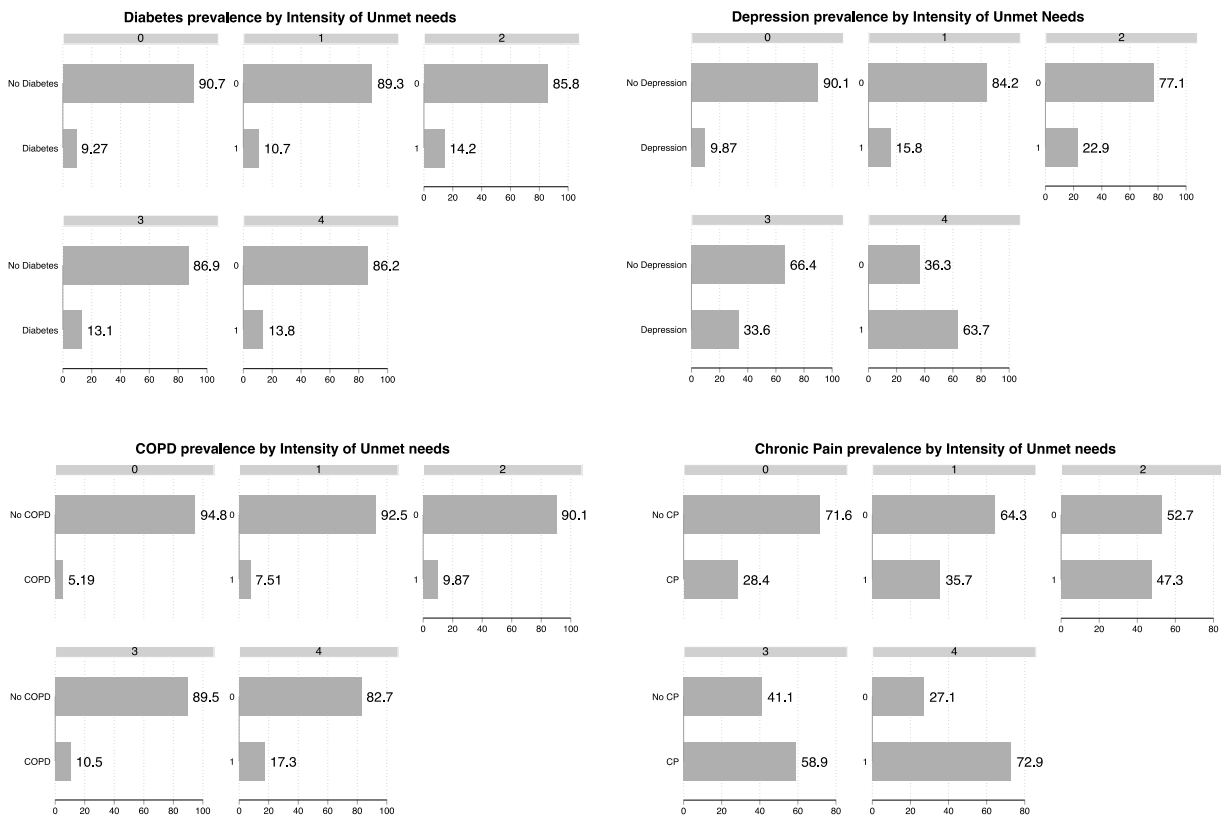 Diabetes prevalence by Intensity of Unmet needs
0 1 2
No Diabetes 90.7 0 89.3 0 85.8
Diabetes 9.27 1 10.7 1 14.2
0 20 40 60 80 100
3 4
No Diabetes 86.9 0 86.2
Diabetes 13.1 1 13.8
0 20 40 60 80 100 0 20 40 60 80 100
Depression prevalence by Intensity of Unmet Needs
0 1 2
No Depression 90.1 0 84.2 0 77.1
Depression 9.87 1 15.8 1 22.9
0 20 40 60 80 100
3 4
No Depression 66.4 0 36.3
Depression 33.6 1 63.7
0 20 40 60 80 100 0 20 40 60 80 100
COPD prevalence by Intensity of Unmet needs
0 1 2
No COPD 94.8 0 92.5 0 90.1
COPD 5.19 1 7.51 1 9.87
0 20 40 60 80 100
3 4
No COPD 89.5 0 82.7
COPD 10.5 1 17.3
0 20 40 60 80 100 0 20 40 60 80 100
Chronic Pain prevalence by Intensity of Unmet needs
0 1 2
No CP 71.6 0 64.3 0 52.7
CP 28.4 1 35.7 1 47.3
0 20 40 60 80
3 4
No CP 41.1 0 27.1
CP 58.9 1 72.9
0 20 40 60 80 0 20 40 60 80